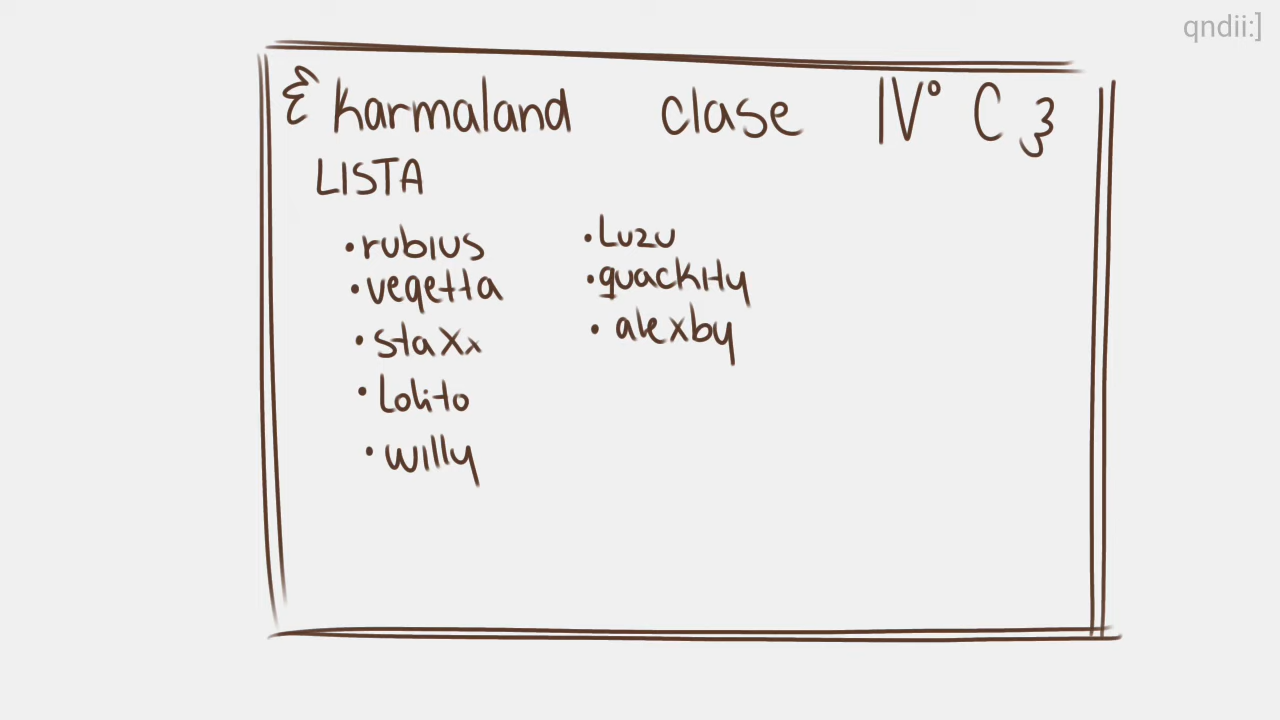 qndii:]
{ karmaland clase IV° C }
LISTA
•rubius
•vegetta
•staXx
•Lolito
•willy
•Luzu
•quackity
•alexby